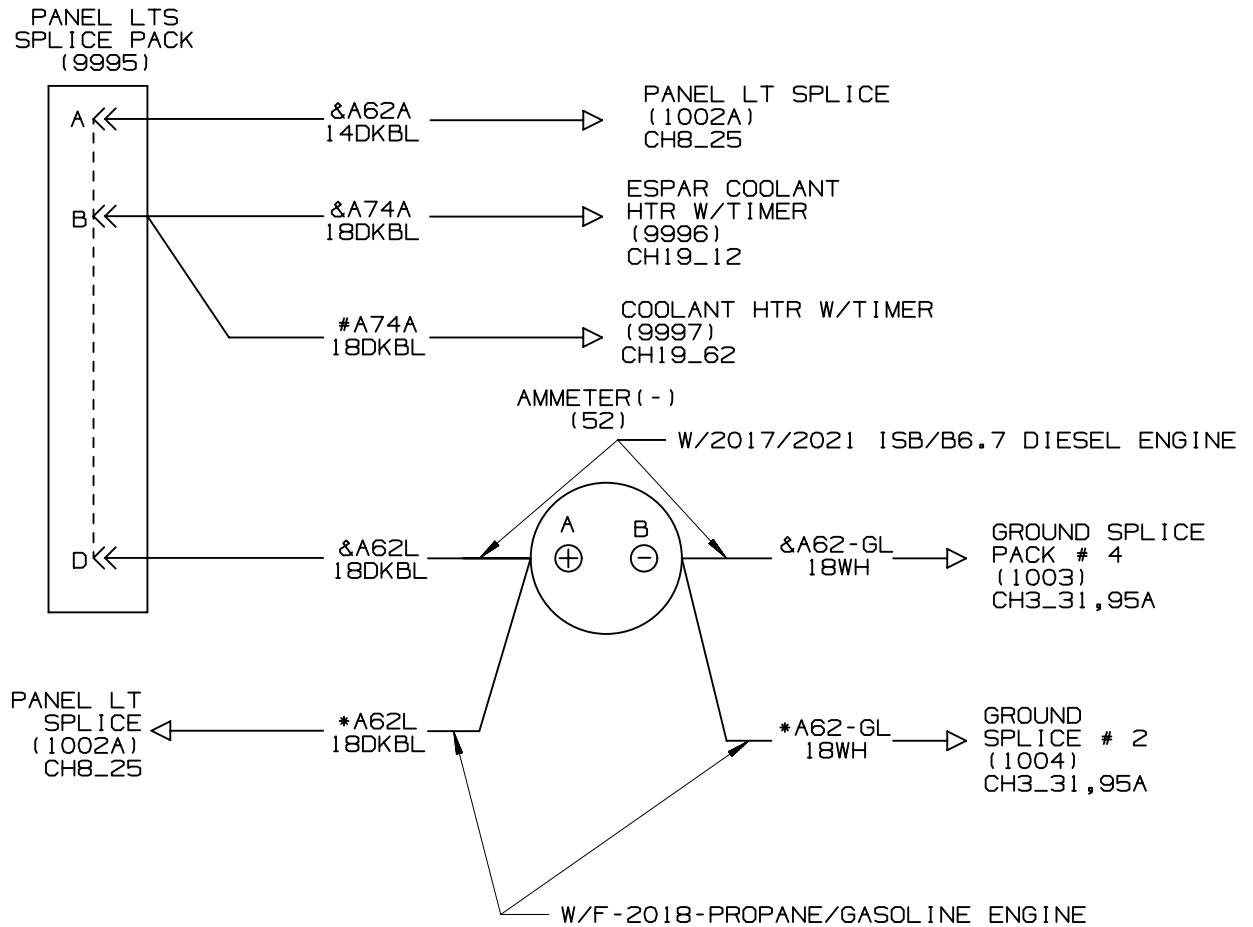 PANEL LTS
SPLICE PACK
(9995)
A
&A62A
14DKBL
PANEL LT SPLICE
(1002A)
CH8_25
B
&A74A
18DKBL
ESPAR COOLANT
HTR W/TIMER
(9996)
CH19_12
#A74A
18DKBL
COOLANT HTR W/TIMER
(9997)
CH19_62
AMMETER(-)
(52)
W/2017/2021 ISB/B6.7 DIESEL ENGINE
D
&A62L
18DKBL
A
+
B
-
&A62-GL
18WH
GROUND SPLICE
PACK # 4
(1003)
CH3_31,95A
PANEL LT
SPLICE
(1002A)
CH8_25
*A62L
18DKBL
*A62-GL
18WH
GROUND
SPLICE # 2
(1004)
CH3_31,95A
W/F-2018-PROPANE/GASOLINE ENGINE